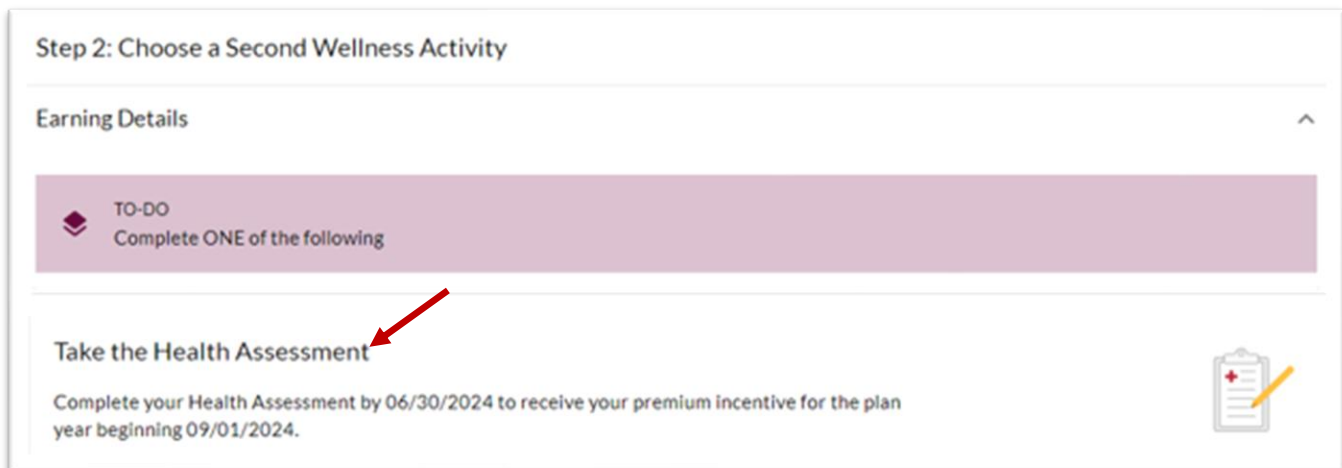 Step 2: Choose a Second Wellness Activity
Earning Details
TO-DO
Complete ONE of the following
Take the Health Assessment
Complete your Health Assessment by 06/30/2024 to receive your premium incentive for the plan
year beginning 09/01/2024.